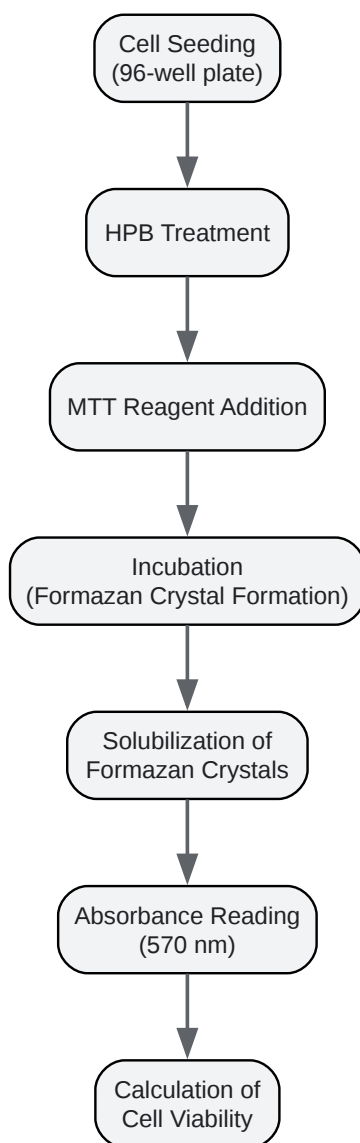 Cell Seeding
(96-well plate)
HPB Treatment
MTT Reagent Addition
Incubation
(Formazan Crystal Formation)
Solubilization of
Formazan Crystals
Absorbance Reading
(570 nm)
Calculation of
Cell Viability